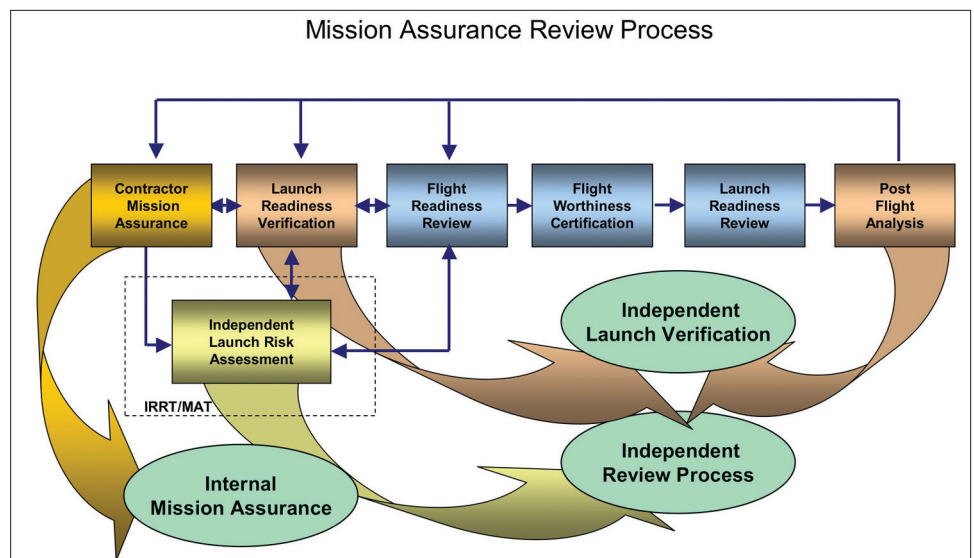 Mission Assurance Review Process
Contractor
Mission
Assurance
Launch
Readiness
Verification
Flight
Readiness
Review
Flight
Worthiness
Certification
Launch
Readiness
Review
Post
Flight
Analysis
Independent
Launch Risk
Assessment
IRRT/MAT
Independent
Launch Verification
Independent
Review Process
Internal
Mission Assurance